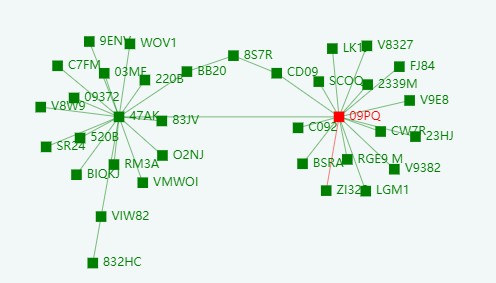 9ENV
WOV1
8S7R
LK1
V8327
C7FM
03MF
220B
BB20
CD09
SCOO
2339M
FJ84
V8W9
09372
47AK
83JV
09PQ
V9E8
C092
CW7R
23HJ
SR24
520B
O2NJ
BIQKJ
RM3A
VMWOI
BSRA
RGE9 M
V9382
ZI32
LGM1
VIW82
832HC